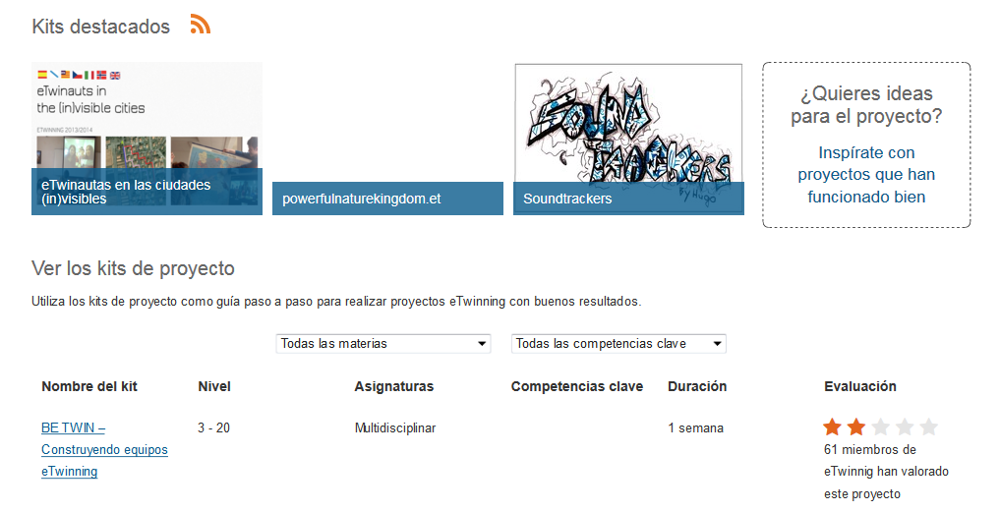 Kits destacados
eTwinauts in
the (in)visible cities
ETWINNING 2013/2014
eTwinautas en las ciudades
(in)visibles
powerfulnaturekingdom.et
SOUND
TRACKERS
by Hugo
Soundtrackers
¿Quieres ideas
para el proyecto?
Inspírate con
proyectos que han
funcionado bien
Ver los kits de proyecto
Utiliza los kits de proyecto como guía paso a paso para realizar proyectos eTwinning con buenos resultados.
Todas las materias Todas las competencias clave
Nombre del kit Nivel Asignaturas Competencias clave Duración Evaluación
BE TWIN – 3 - 20 Multidisciplinar 1 semana
Construyendo equipos 61 miembros de
eTwinning eTwinnig han valorado
este proyecto